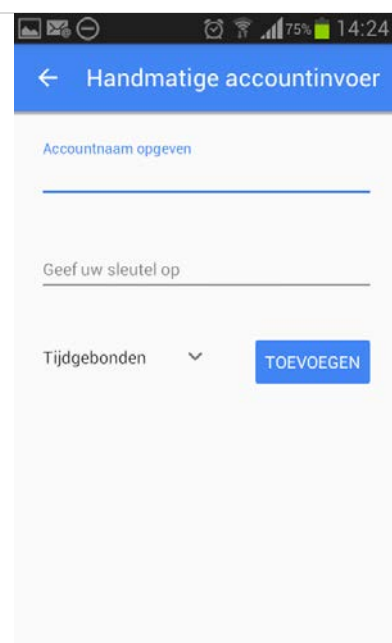 75% 14:24
Handmatige accountinvoer
Accountnaam opgeven
Geef uw sleutel op
Tijdgebonden TOEVOEGEN